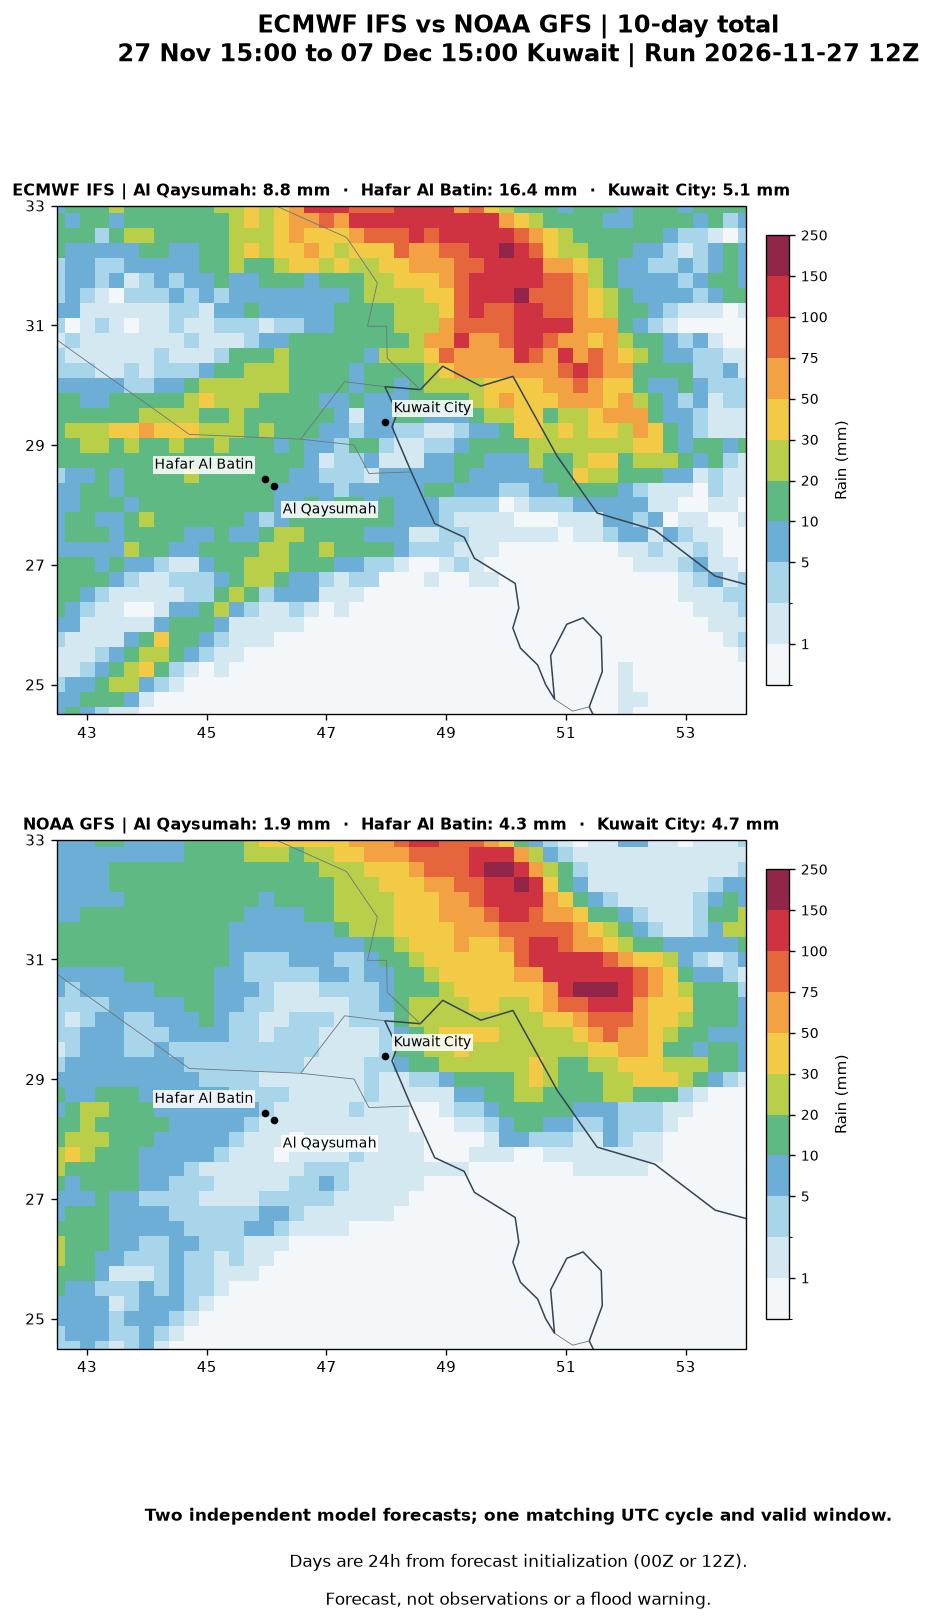 ECMWF IFS vs NOAA GFS | 10-day total
27 Nov 15:00 to 07 Dec 15:00 Kuwait | Run 2026-11-27 12Z
ECMWF IFS | Al Qaysumah: 8.8 mm · Hafar Al Batin: 16.4 mm · Kuwait City: 5.1 mm
33
31
29
27
25
43
45
47
49
51
53
Kuwait City
Hafar Al Batin
Al Qaysumah
250
150
100
75
50
30
20
10
5
1
Rain (mm)
NOAA GFS | Al Qaysumah: 1.9 mm · Hafar Al Batin: 4.3 mm · Kuwait City: 4.7 mm
33
31
29
27
25
43
45
47
49
51
53
Kuwait City
Hafar Al Batin
Al Qaysumah
250
150
100
75
50
30
20
10
5
1
Rain (mm)
Two independent model forecasts; one matching UTC cycle and valid window.
Days are 24h from forecast initialization (00Z or 12Z).
Forecast, not observations or a flood warning.